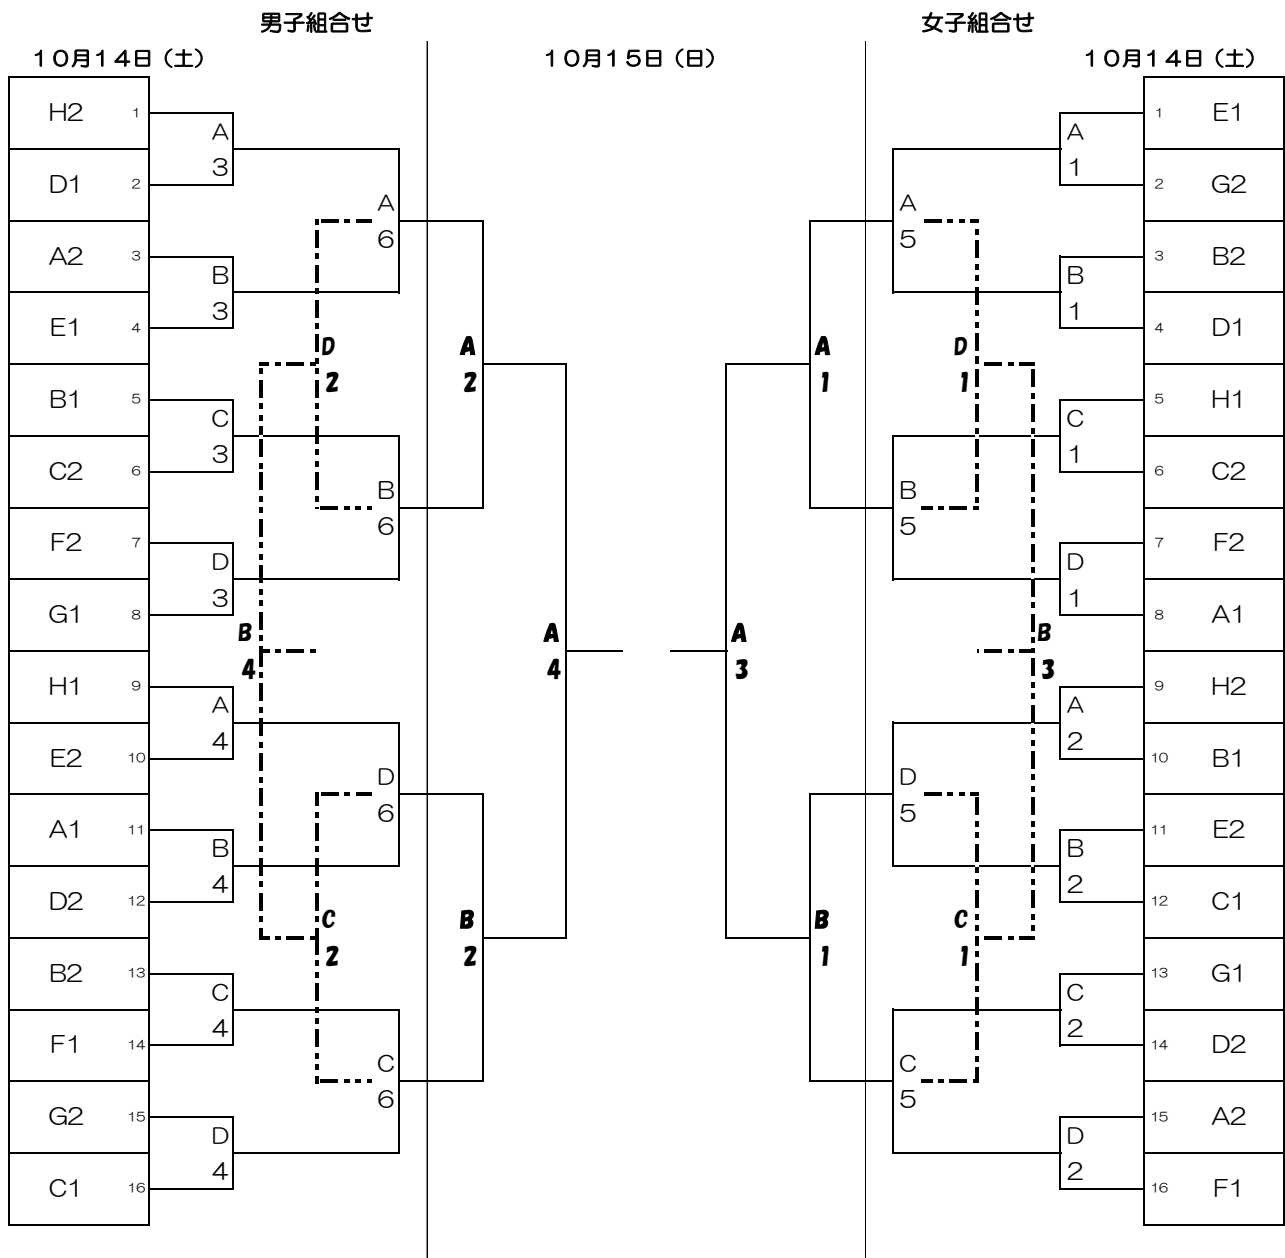 男子組合せ
女子組合せ
10月14日（土）
10月15日（日）
10月14日（土）
H2 1
D1 2
A2 3
E1 4
B1 5
C2 6
F2 7
G1 8
H1 9
E2 10
A1 11
D2 12
B2 13
F1 14
G2 15
C1 16
A
3
B
3
C
3
D
3
A
4
B
4
C
4
D
4
A
6
B
6
D
6
C
6
D
2
C
2
B
4
A
2
B
2
A
4
A
3
A
1
B
1
A
5
B
5
D
5
C
5
D
1
C
1
B
3
A
1
B
1
C
1
D
1
A
2
B
2
C
2
D
2
1 E1
2 G2
3 B2
4 D1
5 H1
6 C2
7 F2
8 A1
9 H2
10 B1
11 E2
12 C1
13 G1
14 D2
15 A2
16 F1